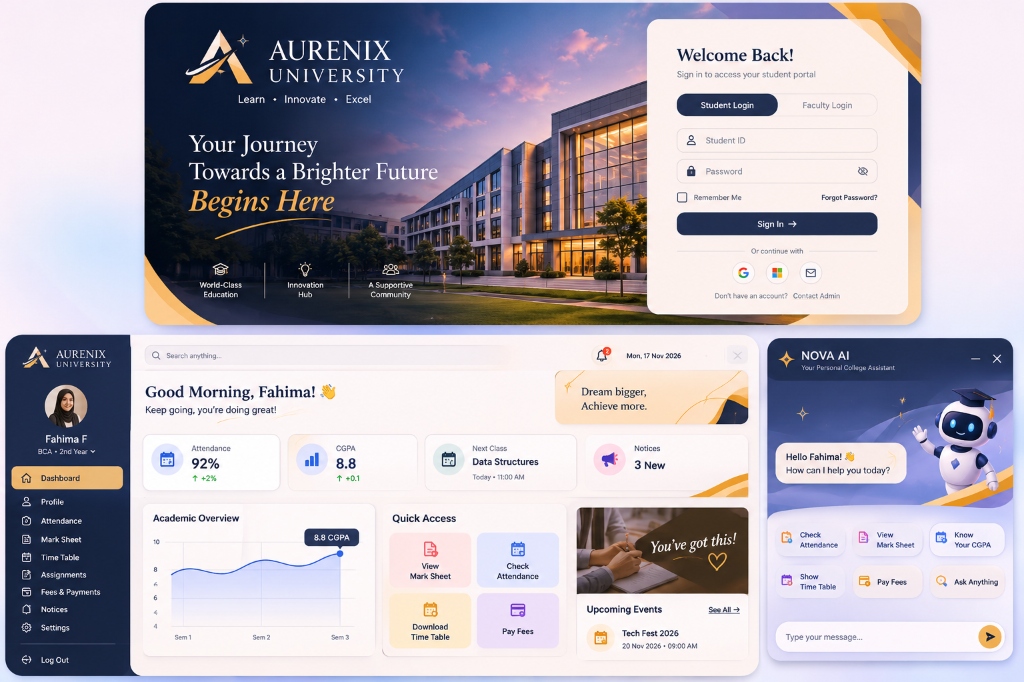 AURENIX
UNIVERSITY
Learn • Innovate • Excel
Your Journey
Towards a Brighter Future
Begins Here
World-Class
Education
Innovation
Hub
A Supportive
Community
Welcome Back!
Sign in to access your student portal
Student Login
Faculty Login
Student ID
Password
Remember Me
Forgot Password?
Sign In →
Or continue with
Don't have an account? Contact Admin
AURENIX
UNIVERSITY
Fahima F
BCA • 2nd Year
Dashboard
Profile
Attendance
Mark Sheet
Time Table
Assignments
Fees & Payments
Notices
Settings
Log Out
Search anything...
2
Mon, 17 Nov 2026
Good Morning, Fahima! 👋
Keep going, you're doing great!
Dream bigger,
Achieve more.
Attendance
92%
↑ +2%
CGPA
8.8
↑ +0.1
Next Class
Data Structures
Today • 11:00 AM
Notices
3 New
Academic Overview
8.8 CGPA
10
8
6
6
4
Sem 1
Sem 2
Sem 3
Quick Access
View
Mark Sheet
Check
Attendance
Download
Time Table
Pay Fees
You've got this!
Upcoming Events
See All →
Tech Fest 2026
20 Nov 2026 • 09:00 AM
NOVA AI
Your Personal College Assistant
Hello Fahima! 👋
How can I help you today?
Check
Attendance
View
Mark Sheet
Know
Your CGPA
Show
Time Table
Pay Fees
Ask Anything
Type your message...